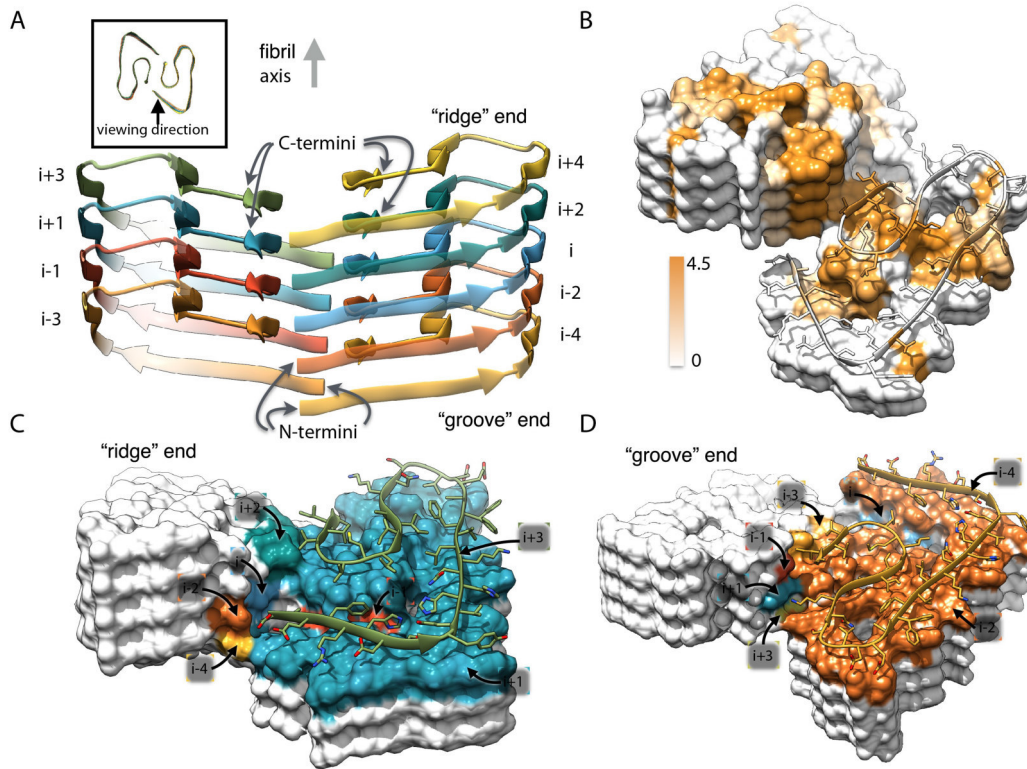 A
viewing direction
fibril
axis
"ridge" end
C-termini
i+3
i+1
i-1
i-3
i+4
i+2
i
i-2
i-4
N-termini
"groove" end
B
4.5
0
C
"ridge" end
i+2
i
i-2
i-4
i+3
i-
i+1
D
"groove" end
i-3
i
i-4
i-1
i+1
i+3
i-2